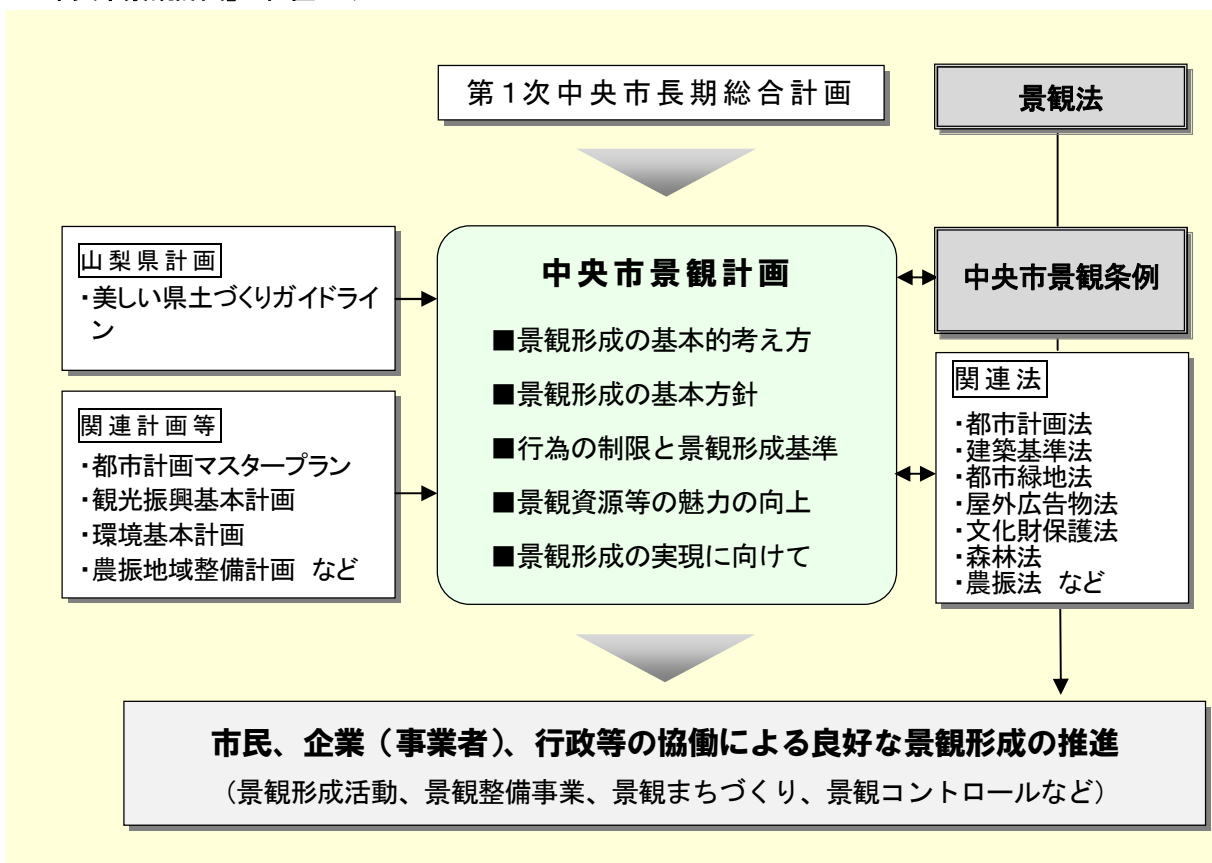 第1次中央市長期総合計画
景観法
山梨県計画
・美しい県土づくりガイドライ
ン
関連計画等
・都市計画マスタープラン
・観光振興基本計画
・環境基本計画
・農振地域整備計画 など
中央市景観計画
■景観形成の基本的考え方
■景観形成の基本方針
■行為の制限と景観形成基準
■景観資源等の魅力の向上
■景観形成の実現に向けて
中央市景観条例
関連法
・都市計画法
・建築基準法
・都市緑地法
・屋外広告物法
・文化財保護法
・森林法
・農振法 など
市民、企業（事業者）、行政等の協働による良好な景観形成の推進
（景観形成活動、景観整備事業、景観まちづくり、景観コントロールなど）